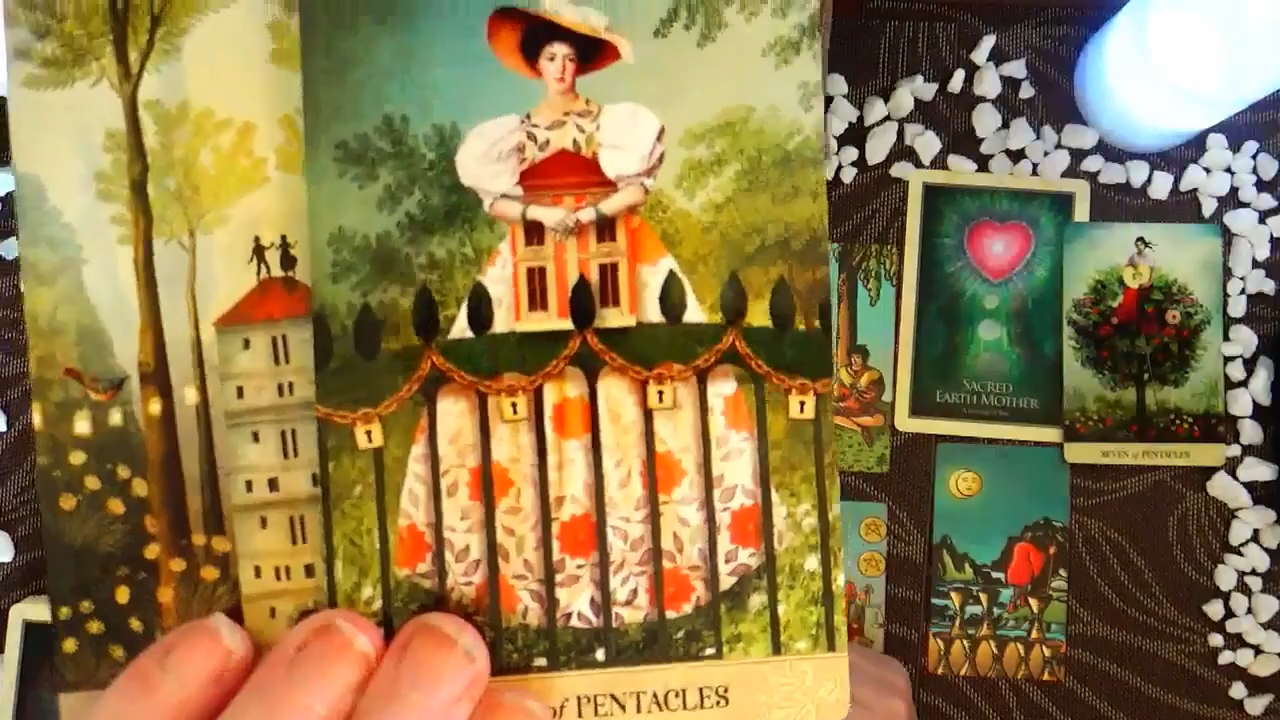 of PENTACLES
SACRED
EARTH MOTHER
SEVEN of PENTACLES